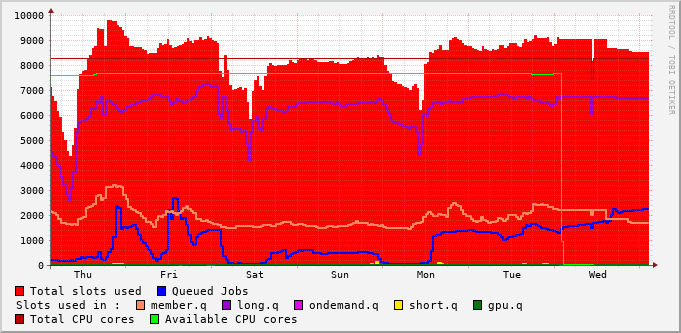 10000
9000
8000
7000
6000
5000
4000
3000
2000
1000
0
Thu Fri Sat Sun Mon Tue Wed
RRDTOOL / TOBI OETIKER
Total slots used Queued Jobs
Slots used in : member.q long.q ondemand.q short.q gpu.q
Total CPU cores Available CPU cores